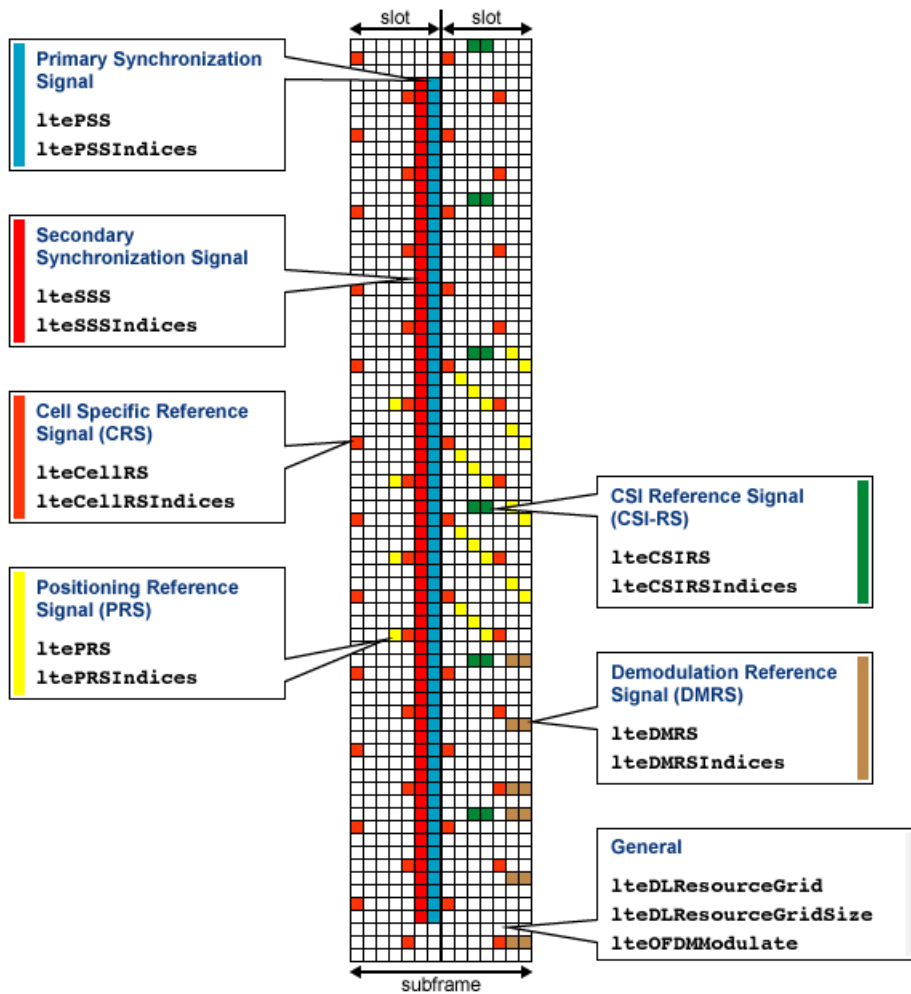 slot
slot
Primary Synchronization
Signal
ltePSS
ltePSSIndices
Secondary
Synchronization Signal
lteSSS
lteSSSIndices
Cell Specific Reference
Signal (CRS)
lteCellRS
lteCellRSIndices
Positioning Reference
Signal (PRS)
ltePRS
ltePRSIndices
CSI Reference Signal
(CSI-RS)
lteCSIRS
lteCSIRSIndices
Demodulation Reference
Signal (DMRS)
lteDMRS
lteDMRSIndices
General
lteDLResourceGrid
lteDLResourceGridSize
lteOFDMModulate
subframe